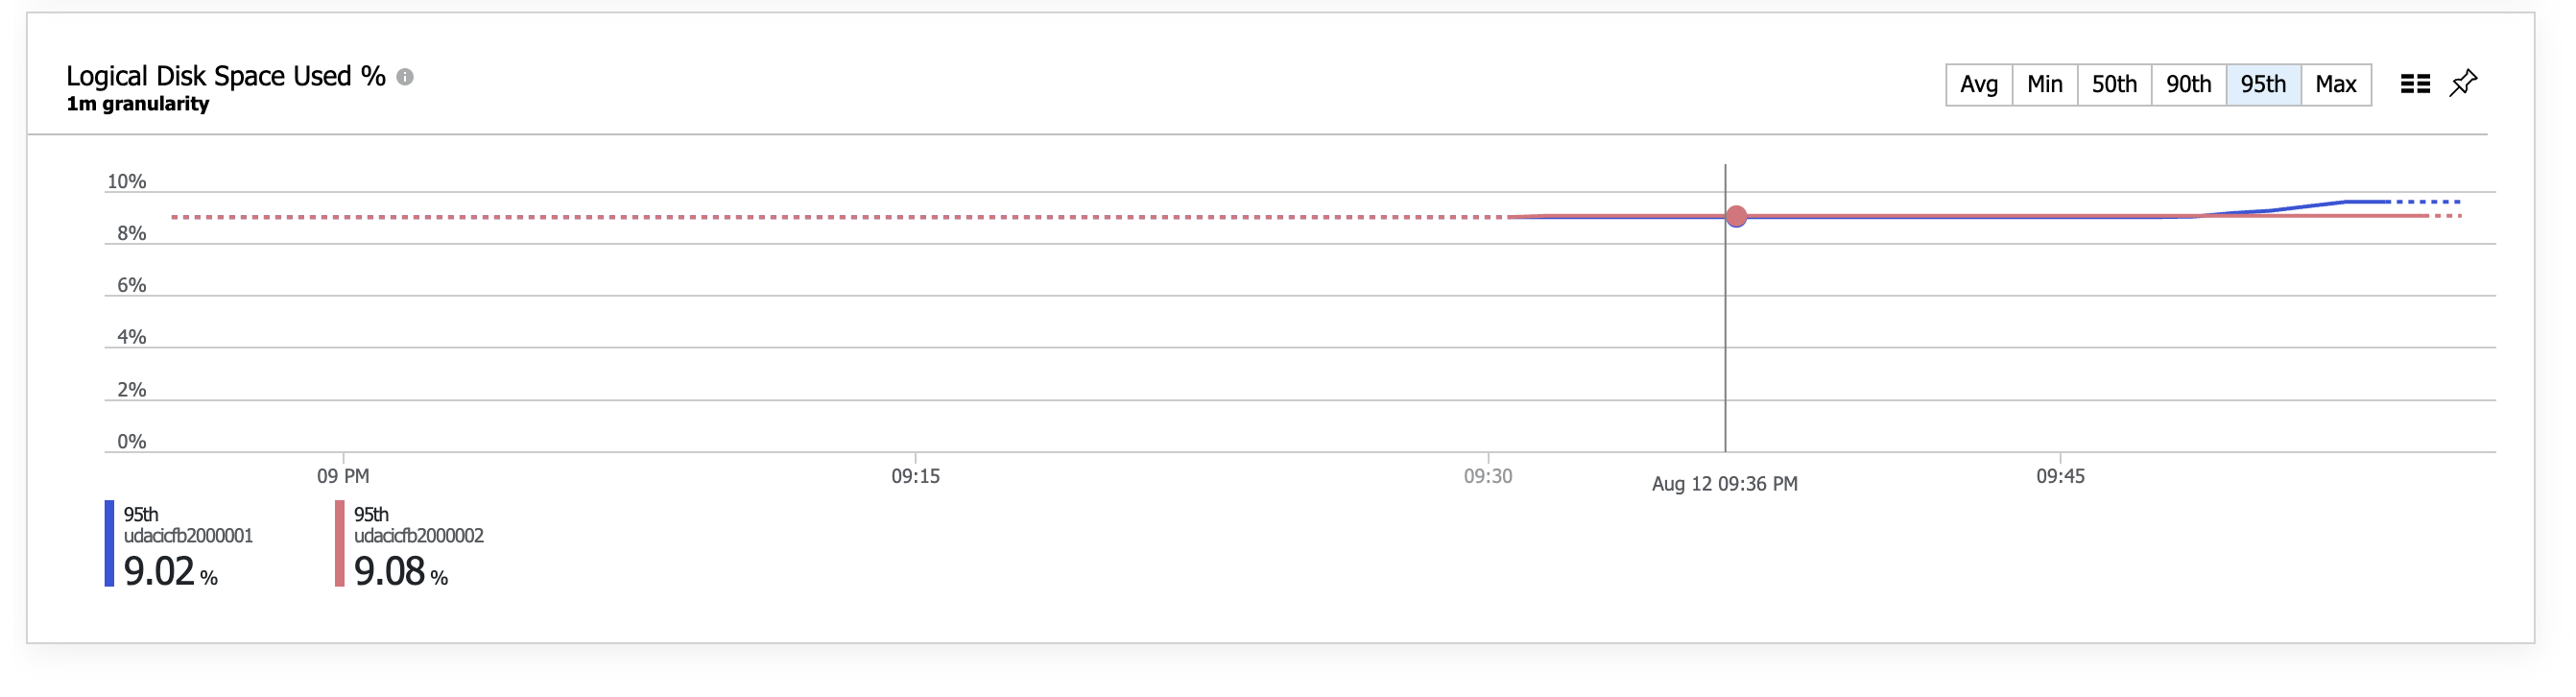 Logical Disk Space Used %
1m granularity
Avg Min 50th 90th 95th Max
10%
8%
6%
4%
2%
0%
09 PM 09:15 09:30 Aug 12 09:36 PM 09:45
95th
udacicfb2000001
9.02 %
95th
udacicfb2000002
9.08 %